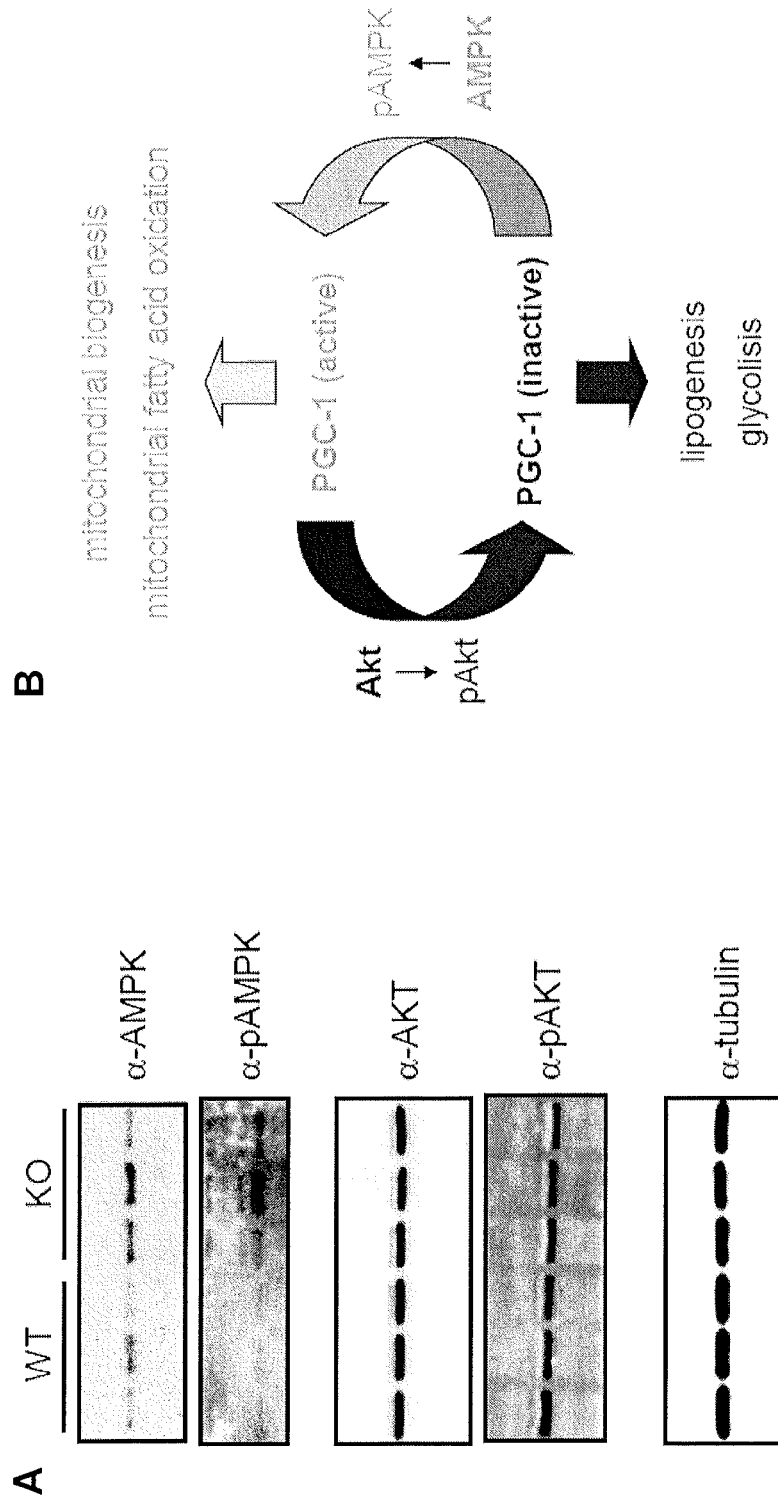 A
WT
KO
α-AMPK
α-pAMPK
α-AKT
α-pAKT
α-tubulin
B
mitochondrial biogenesis
mitochondrial fatty acid oxidation
PGC-1 (active)
Akt
pAkt
pAMPK
AMPK
PGC-1 (inactive)
lipogenesis
glycolisis